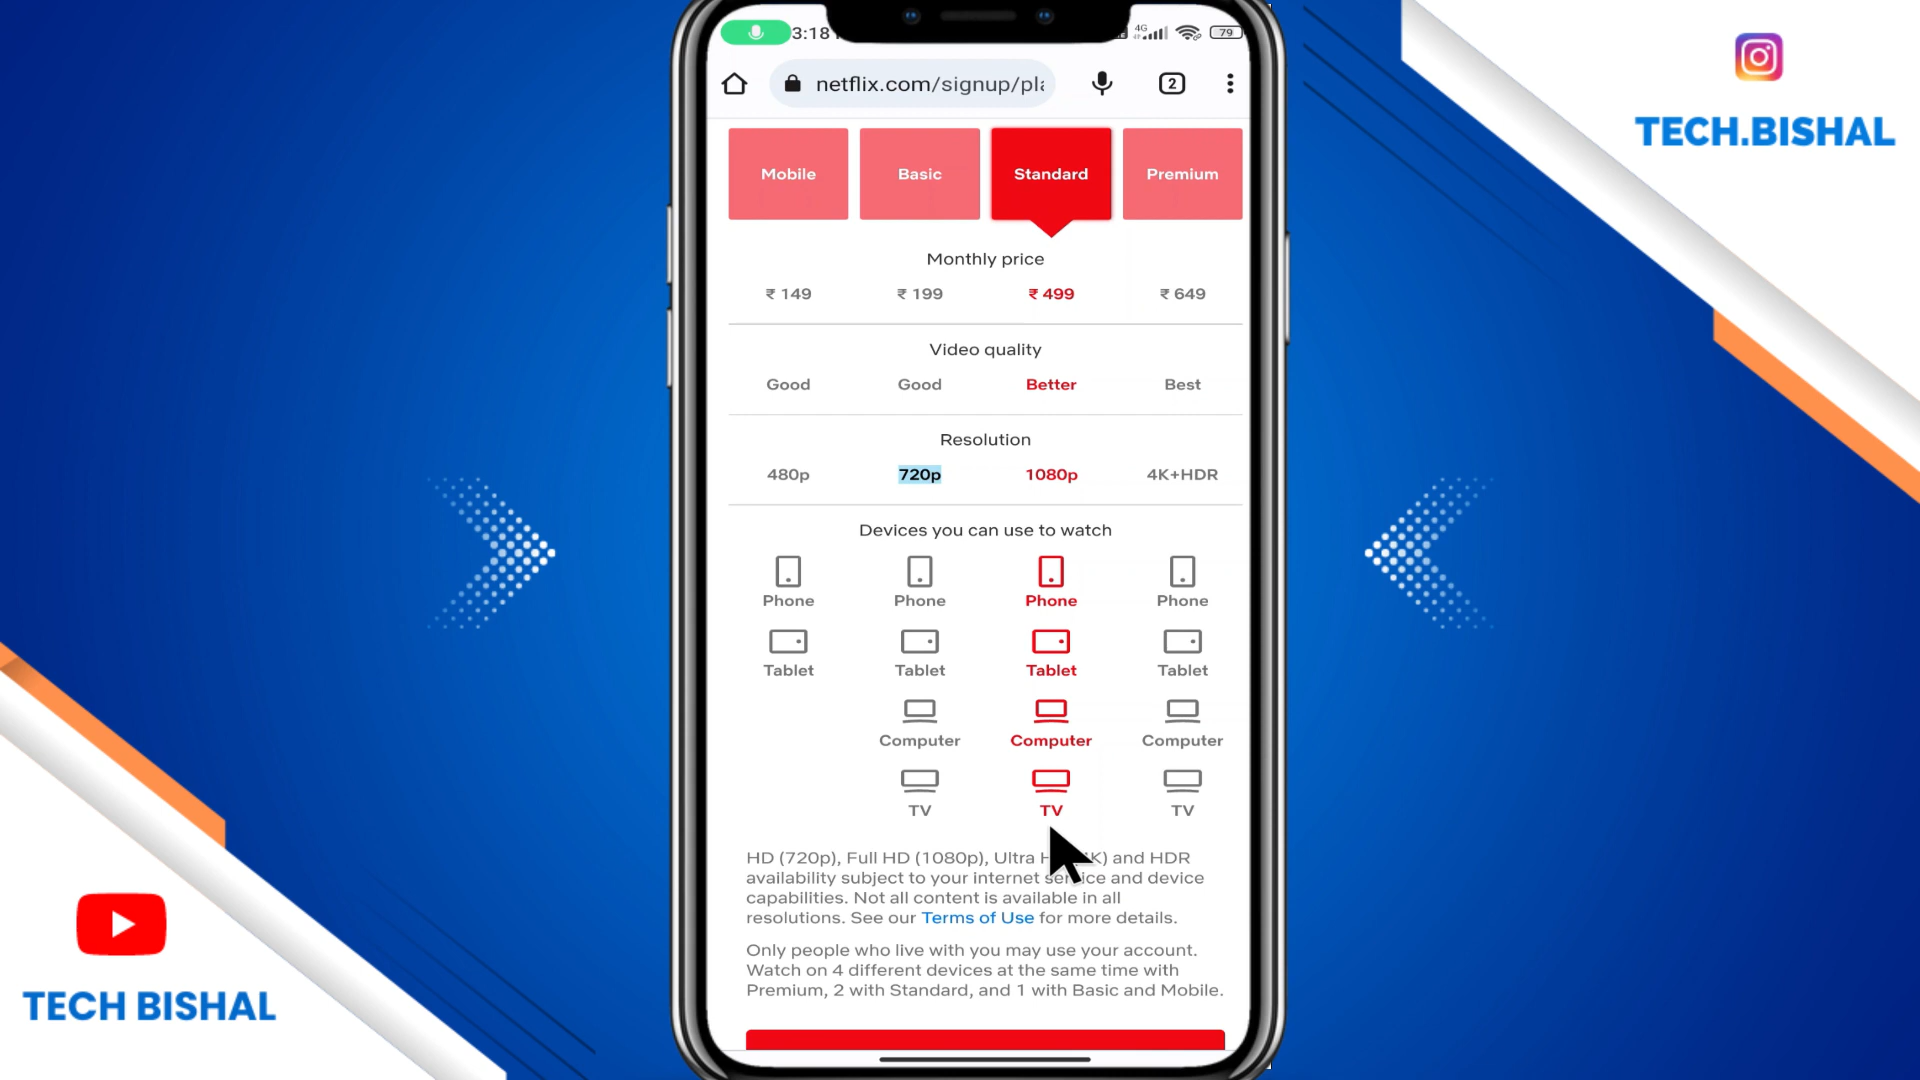 3:18
4G
79
netflix.com/signup/pla
2
TECH.BISHAL
Mobile
Basic
Standard
Premium
Monthly price
₹ 149
₹ 199
₹ 499
₹ 649
Video quality
Good
Good
Better
Best
Resolution
480p
720p
1080p
4K+HDR
Devices you can use to watch
Phone
Phone
Phone
Phone
Tablet
Tablet
Tablet
Tablet
Computer
Computer
Computer
TV
TV
TV
HD (720p), Full HD (1080p), Ultra H K) and HDR
availability subject to your internet service and device
capabilities. Not all content is available in all
resolutions. See our Terms of Use for more details.
Only people who live with you may use your account.
Watch on 4 different devices at the same time with
Premium, 2 with Standard, and 1 with Basic and Mobile.
TECH BISHAL